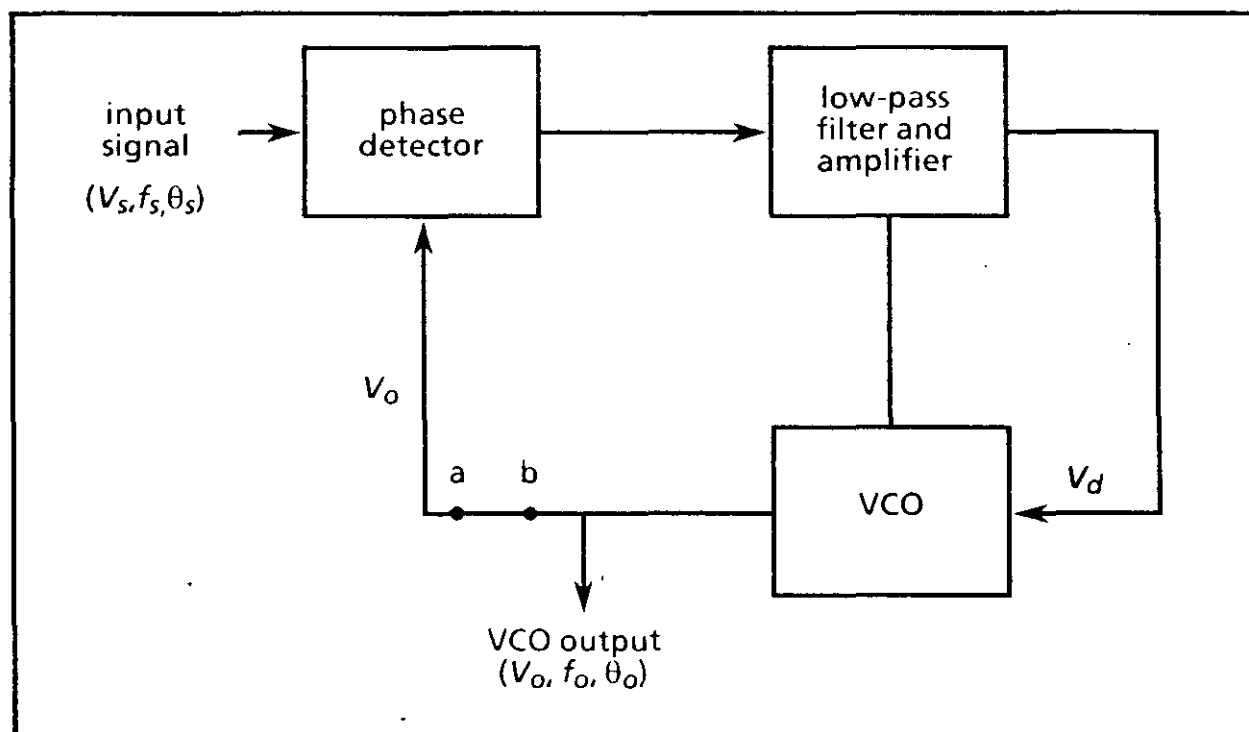 input
signal
(Vs, fs, θs)
phase
detector
low-pass
filter and
amplifier
Vo
a b
VCO
Vd
VCO output
(Vo, fo, θo)